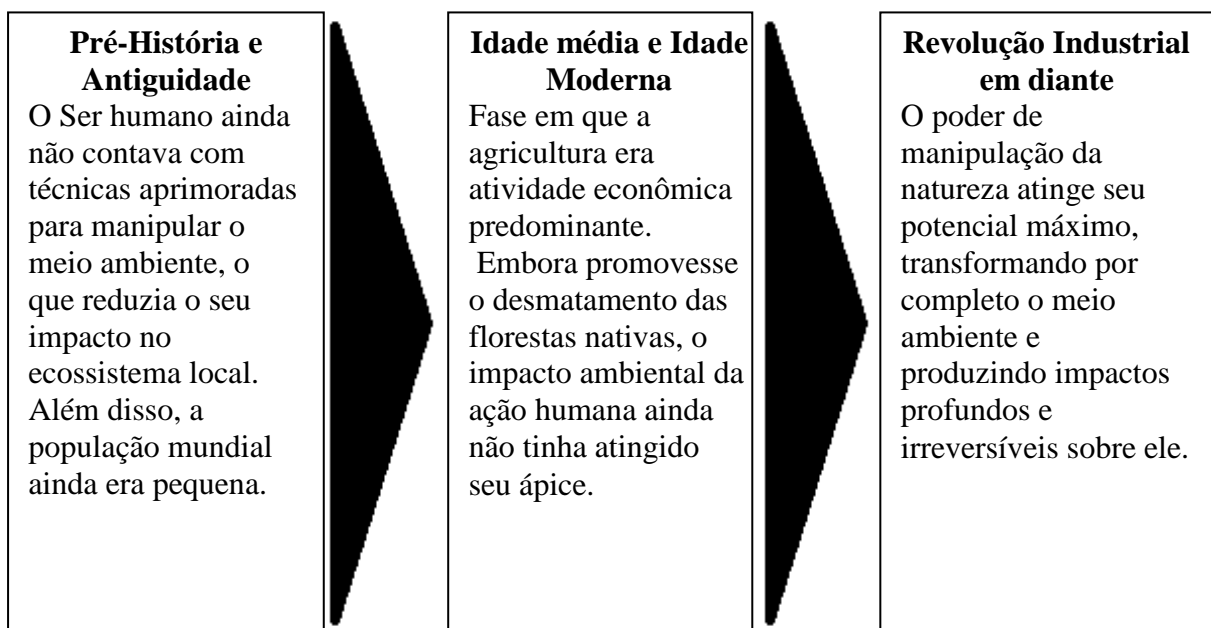 Pré-História e
Antiguidade
O Ser humano ainda
não contava com
técnicas aprimoradas
para manipular o
meio ambiente, o
que reduzia o seu
impacto no
ecossistema local.
Além disso, a
população mundial
ainda era pequena.
Idade média e Idade
Moderna
Fase em que a
agricultura era
atividade econômica
predominante.
Embora promovesse
o desmatamento das
florestas nativas, o
impacto ambiental da
ação humana ainda
não tinha atingido
seu ápice.
Revolução Industrial
em diante
O poder de
manipulação da
natureza atinge seu
potencial máximo,
transformando por
completo o meio
ambiente e
produzindo impactos
profundos e
irreversíveis sobre ele.